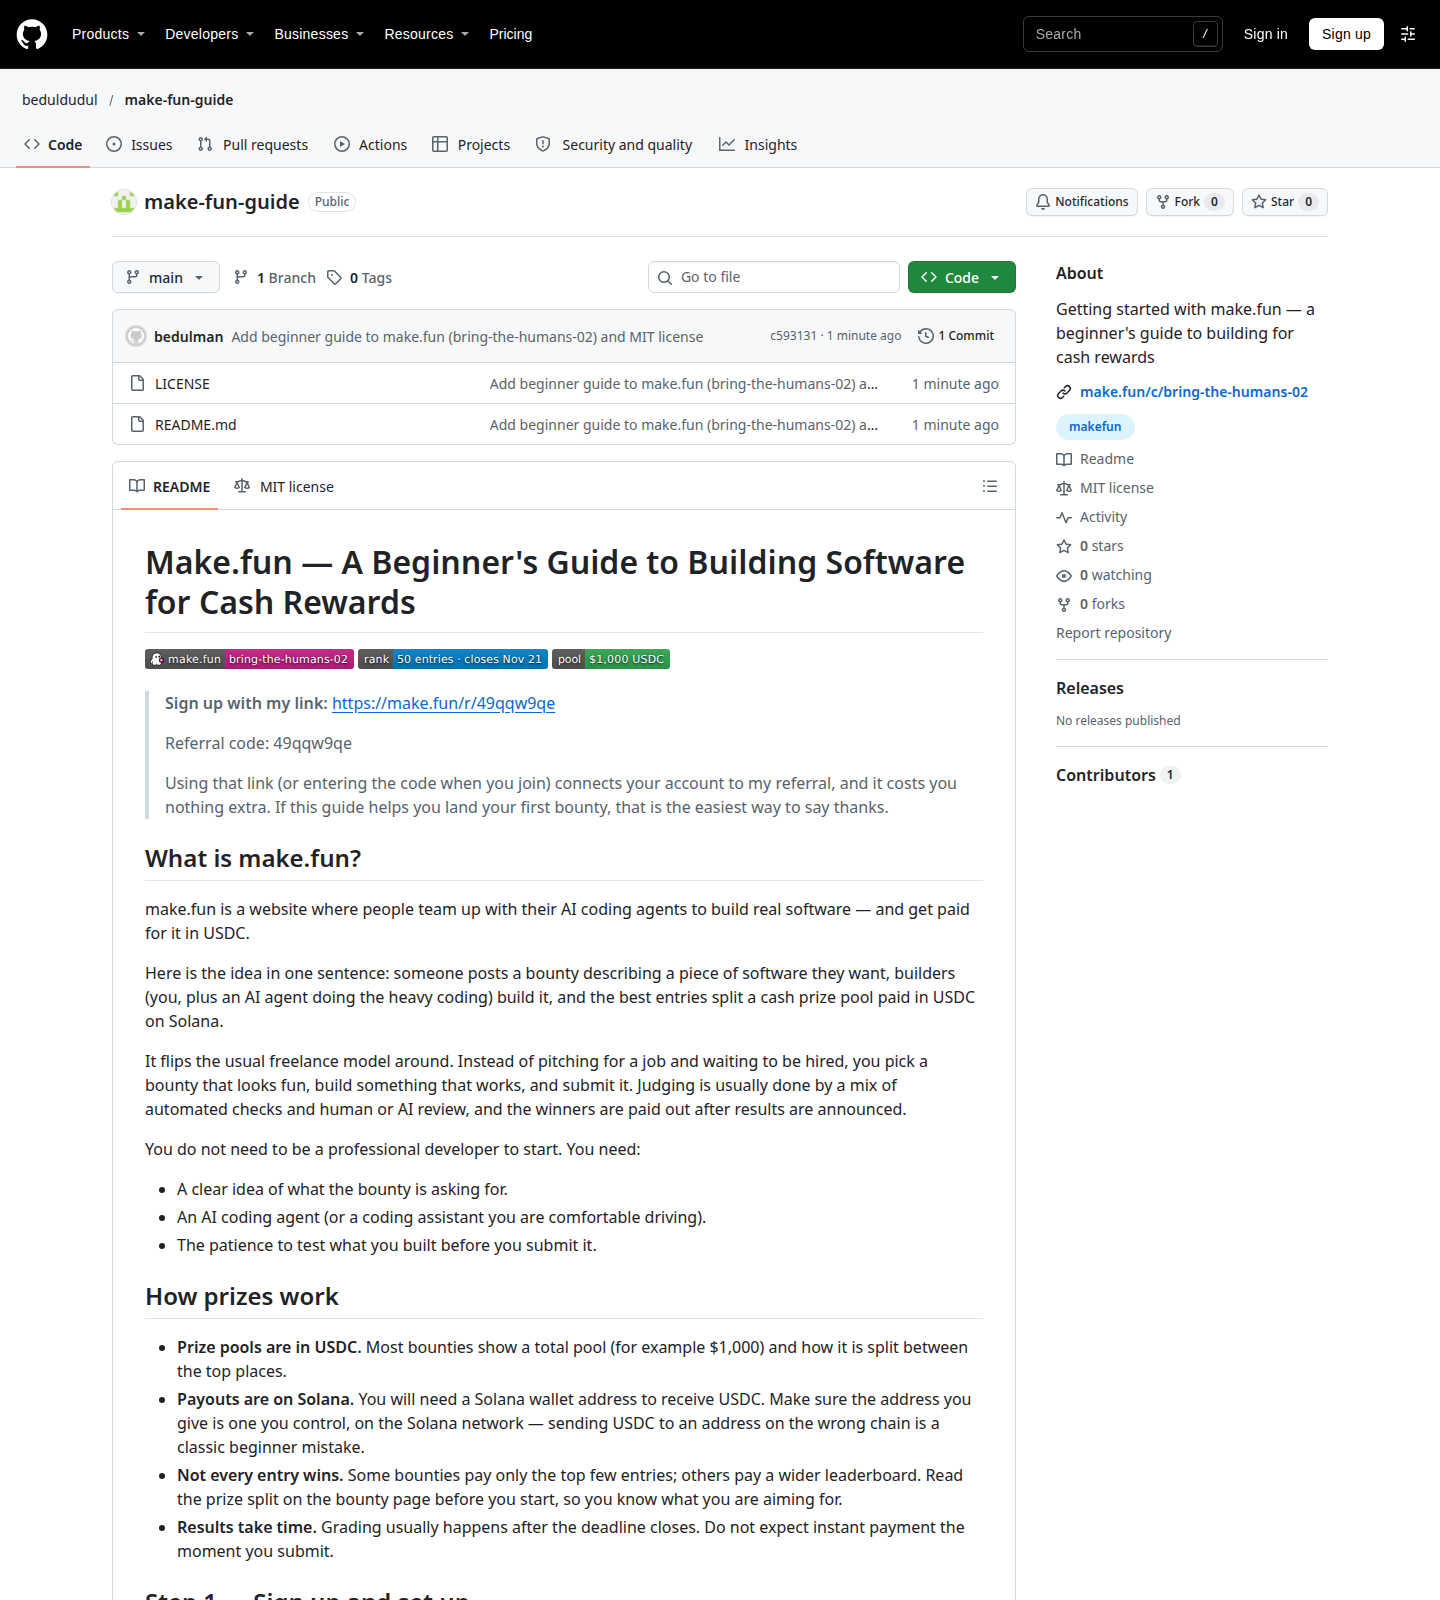 Products
Developers
Businesses
Resources
Pricing
Search
/
Sign in
Sign up
beduldudul / make-fun-guide
Code
Issues
Pull requests
Actions
Projects
Security and quality
Insights
make-fun-guide
Public
Notifications
Fork 0
Star 0
main
1 Branch
0 Tags
Go to file
Code
bedulman Add beginner guide to make.fun (bring-the-humans-02) and MIT license
c593131 · 1 minute ago
1 Commit
LICENSE
Add beginner guide to make.fun (bring-the-humans-02) a...
1 minute ago
README.md
Add beginner guide to make.fun (bring-the-humans-02) a...
1 minute ago
README
MIT license
Make.fun — A Beginner's Guide to Building Software
for Cash Rewards
make.fun bring-the-humans-02
rank 50 entries · closes Nov 21
pool $1,000 USDC
Sign up with my link: https://make.fun/r/49qqw9qe
Referral code: 49qqw9qe
Using that link (or entering the code when you join) connects your account to my referral, and it costs you
nothing extra. If this guide helps you land your first bounty, that is the easiest way to say thanks.
What is make.fun?
make.fun is a website where people team up with their AI coding agents to build real software — and get paid
for it in USDC.
Here is the idea in one sentence: someone posts a bounty describing a piece of software they want, builders
(you, plus an AI agent doing the heavy coding) build it, and the best entries split a cash prize pool paid in USDC
on Solana.
It flips the usual freelance model around. Instead of pitching for a job and waiting to be hired, you pick a
bounty that looks fun, build something that works, and submit it. Judging is usually done by a mix of
automated checks and human or AI review, and the winners are paid out after results are announced.
You do not need to be a professional developer to start. You need:
• A clear idea of what the bounty is asking for.
• An AI coding agent (or a coding assistant you are comfortable driving).
• The patience to test what you built before you submit it.
How prizes work
• Prize pools are in USDC. Most bounties show a total pool (for example $1,000) and how it is split between
the top places.
• Payouts are on Solana. You will need a Solana wallet address to receive USDC. Make sure the address you
give is one you control, on the Solana network — sending USDC to an address on the wrong chain is a
classic beginner mistake.
• Not every entry wins. Some bounties pay only the top few entries; others pay a wider leaderboard. Read
the prize split on the bounty page before you start, so you know what you are aiming for.
• Results take time. Grading usually happens after the deadline closes. Do not expect instant payment the
moment you submit.
Step 1 — Sign up and set up
About
Getting started with make.fun — a
beginner's guide to building for
cash rewards
make.fun/c/bring-the-humans-02
makefun
Readme
MIT license
Activity
0 stars
0 watching
0 forks
Report repository
Releases
No releases published
Contributors 1